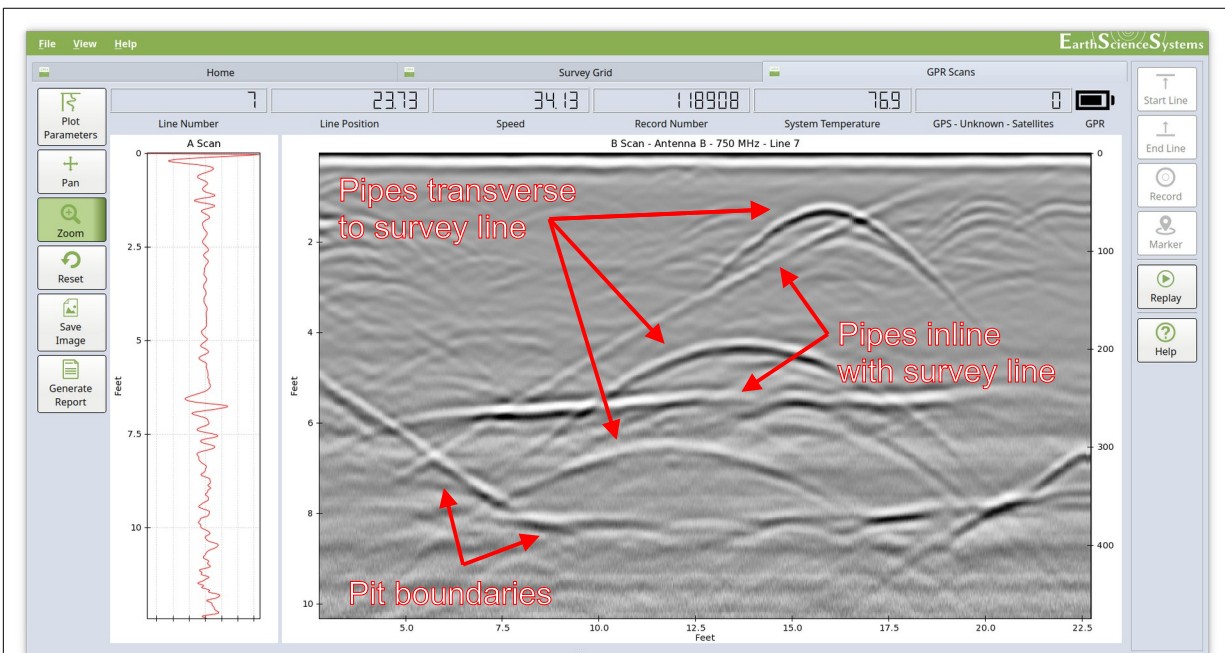 File View Help
EarthScienceSystems
Home
Survey Grid
GPR Scans
7
23.73
34.13
118908
76.9
0
Line Number
Line Position
Speed
Record Number
System Temperature
GPS - Unknown - Satellites
GPR
Plot
Parameters
Pan
Zoom
Reset
Save
Image
Generate
Report
A Scan
0
2.5
5
7.5
10
Feet
B Scan - Antenna B - 750 MHz - Line 7
Pipes transverse
to survey line
Pipes inline
with survey line
Pit boundaries
2
4
6
8
10
Feet
0
100
200
300
400
5.0
7.5
10.0
12.5
15.0
17.5
20.0
22.5
Feet
Start Line
End Line
Record
Marker
Replay
Help